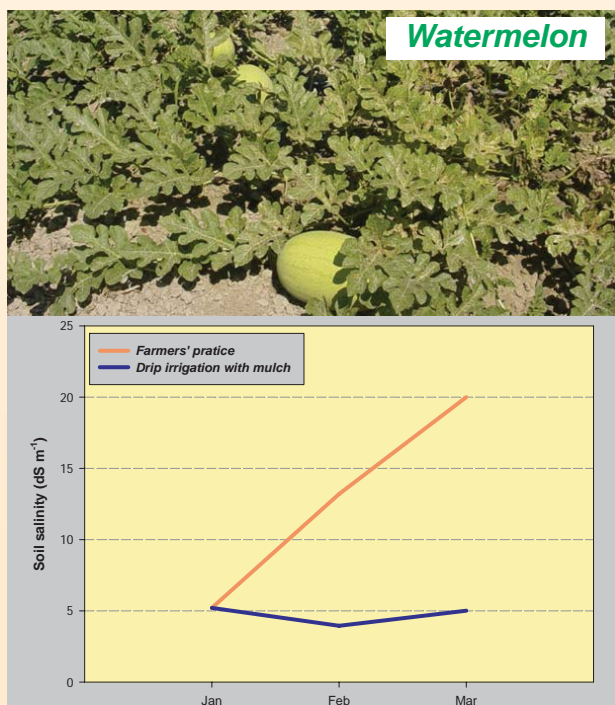 Watermelon
25
Farmers' pratice
Drip irrigation with mulch
20
15
10
5
0
Soil salinity (dS m⁻¹)
Jan Feb Mar